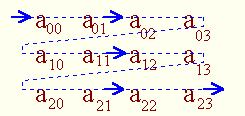 a₀₀ a₀₁ a₀₂ a₀₃
a₁₀ a₁₁ a₁₂ a₁₃
a₂₀ a₂₁ a₂₂ a₂₃